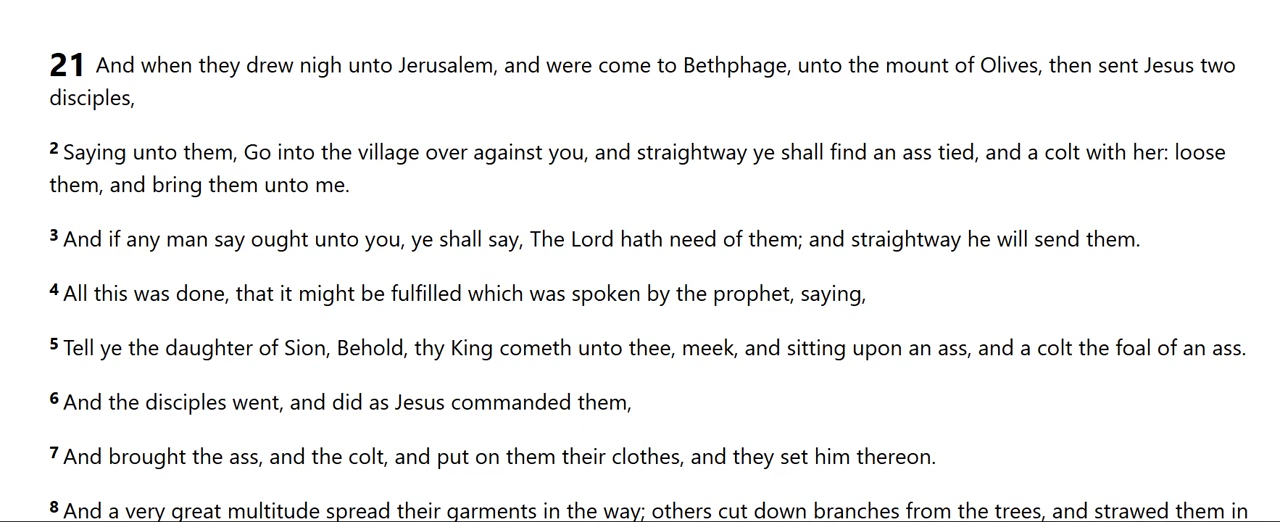 21 And when they drew nigh unto Jerusalem, and were come to Bethphage, unto the mount of Olives, then sent Jesus two
disciples,
2 Saying unto them, Go into the village over against you, and straightway ye shall find an ass tied, and a colt with her: loose
them, and bring them unto me.
3 And if any man say ought unto you, ye shall say, The Lord hath need of them; and straightway he will send them.
4 All this was done, that it might be fulfilled which was spoken by the prophet, saying,
5 Tell ye the daughter of Sion, Behold, thy King cometh unto thee, meek, and sitting upon an ass, and a colt the foal of an ass.
6 And the disciples went, and did as Jesus commanded them,
7 And brought the ass, and the colt, and put on them their clothes, and they set him thereon.
8 And a very great multitude spread their garments in the way; others cut down branches from the trees, and strawed them in